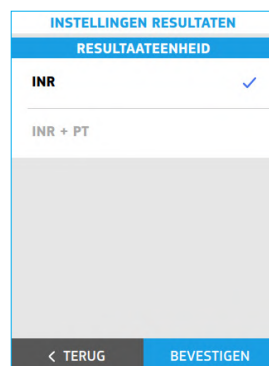 INSTELLINGEN RESULTATEN
RESULTAATEENHEID
INR
INR + PT
< TERUG BEVESTIGEN